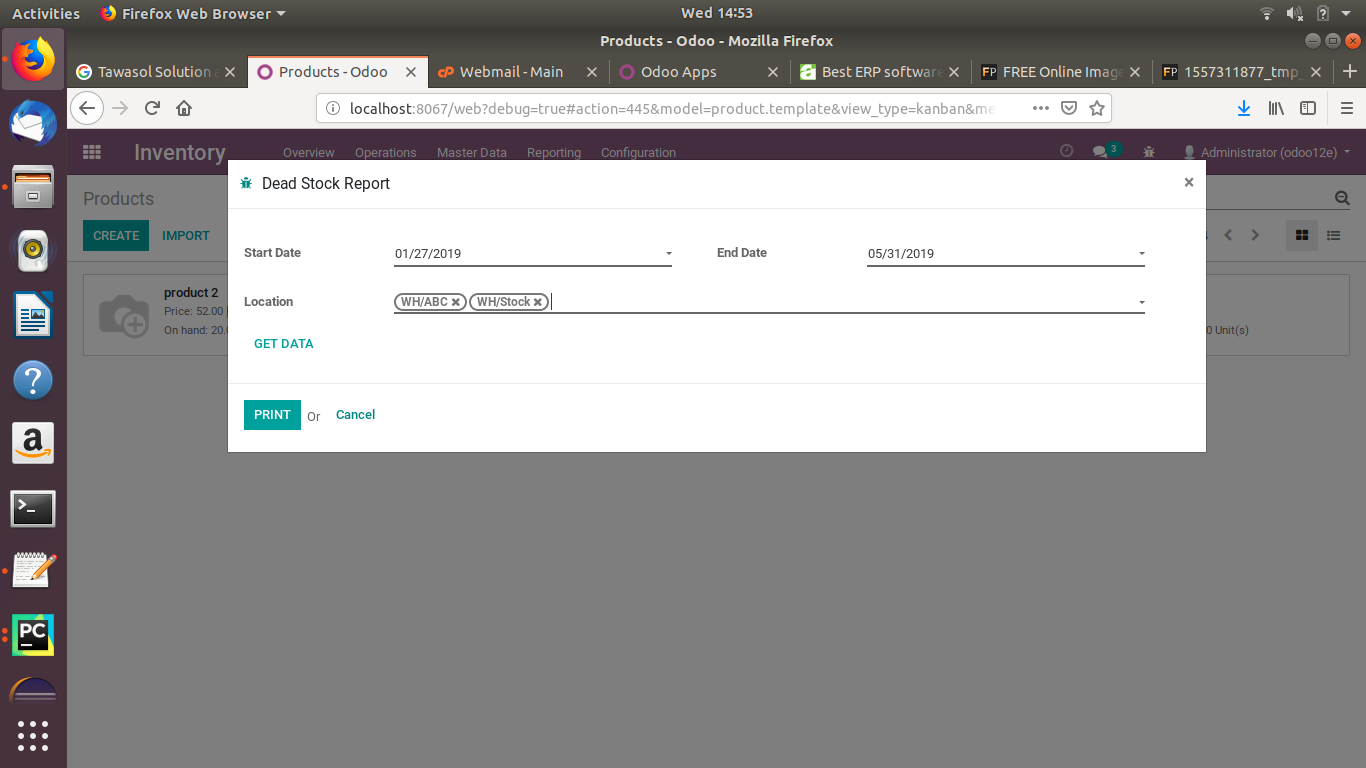 Activities Firefox Web Browser Wed 14:53
Products - Odoo - Mozilla Firefox
Tawasol Solution Products - Odoo Webmail - Main Odoo Apps Best ERP software FREE Online Imag 1557311877_tmp_
localhost:8067/web?debug=true#action=445&model=product.template&view_type=kanban&me
Inventory Overview Operations Master Data Reporting Configuration 3 Administrator (odoo12e)
Products
Dead Stock Report ×
CREATE IMPORT
Start Date 01/27/2019 End Date 05/31/2019
product 2
Location WH/ABC WH/Stock
Price: 52.00
On hand: 20.0 0 Unit(s)
GET DATA
PRINT Or Cancel
?
a
>_
PC